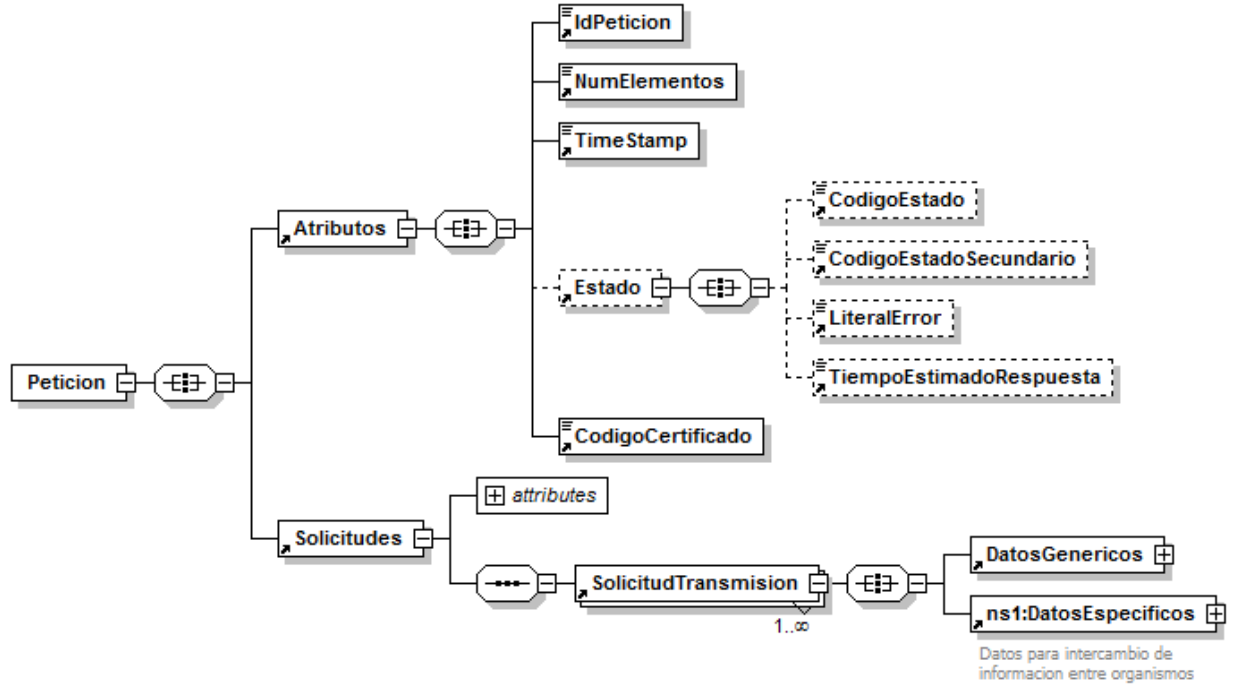 IdPeticion
NumElementos
TimeStamp
CodigoEstado
Atributos
CodigoEstadoSecundario
Estado
LiteralError
Peticion
TiempoEstimadoRespuesta
CodigoCertificado
attributes
Solicitudes
DatosGenericos
SolicitudTransmision
ns1:DatosEspecificos
1..∞
Datos para intercambio de
informacion entre organismos